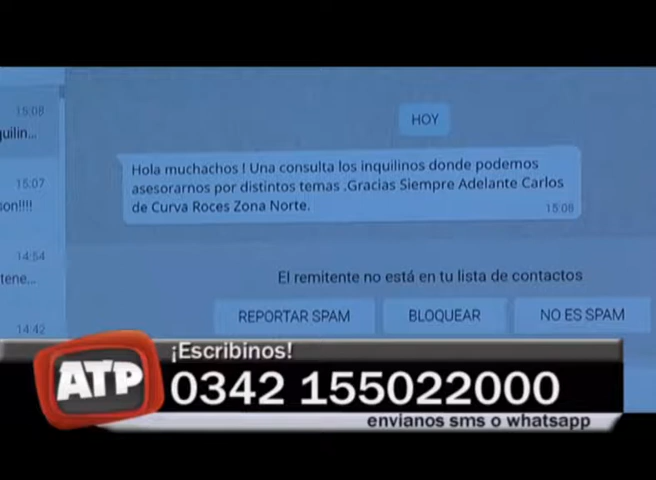 15:08
quilin...
15:07
son!!!!
14:54
tene...
14:42
HOY
Hola muchachos ! Una consulta los inquilinos donde podemos
asesorarnos por distintos temas .Gracias Siempre Adelante Carlos
de Curva Roces Zona Norte.
15:08
El remitente no está en tu lista de contactos
REPORTAR SPAM
BLOQUEAR
NO ES SPAM
ATP
¡Escribinos!
0342 155022000
envianos sms o whatsapp